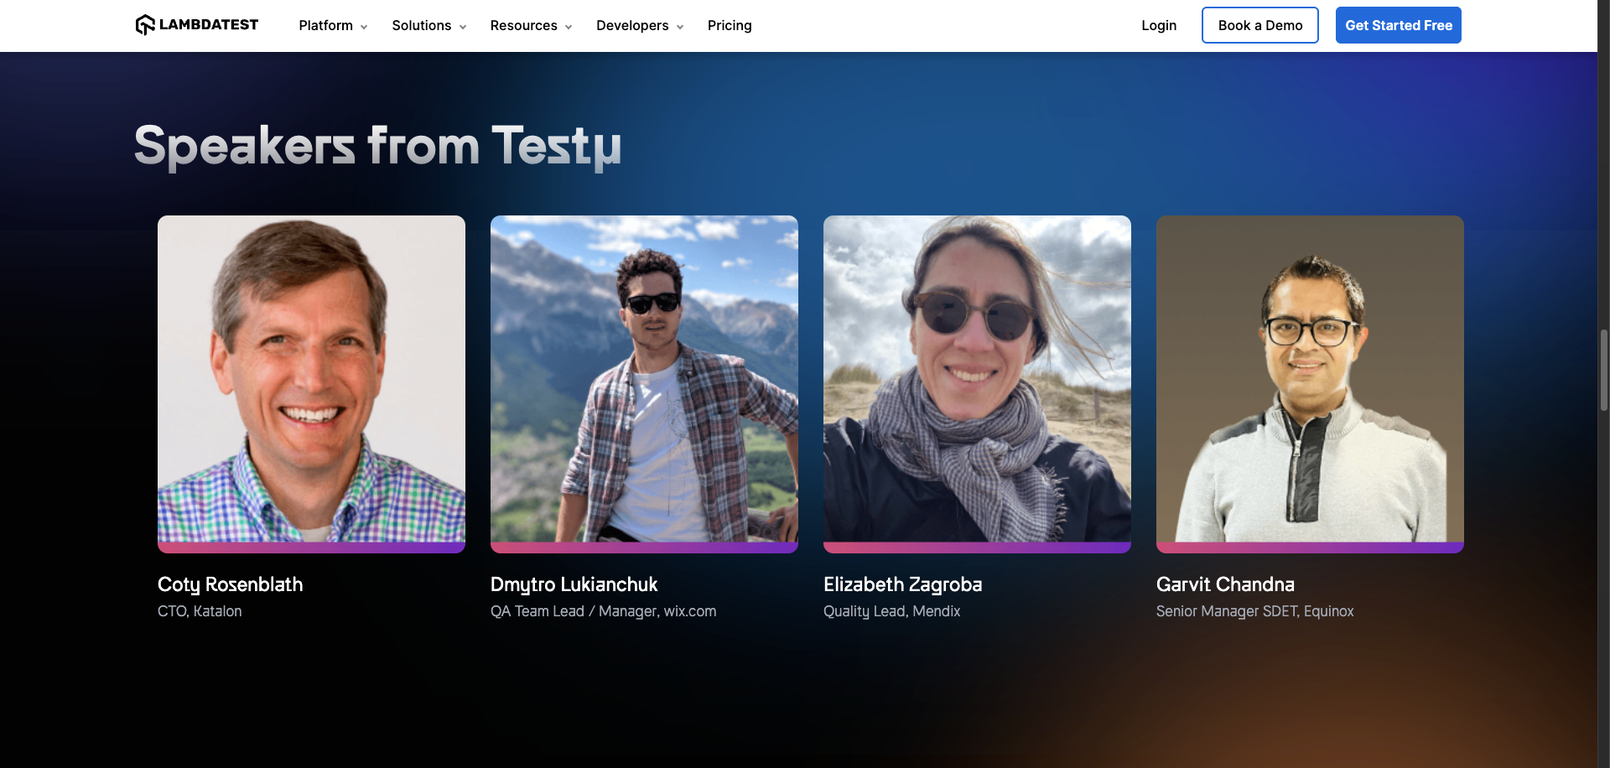 LAMBDATEST Platform Solutions Resources Developers Pricing Login Book a Demo Get Started Free
Speakers from Testμ
Coty Rosenblath Dmytro Lukianchuk Elizabeth Zagroba Garvit Chandna
CTO, Katalon QA Team Lead / Manager, wix.com Quality Lead, Mendix Senior Manager SDET, Equinox